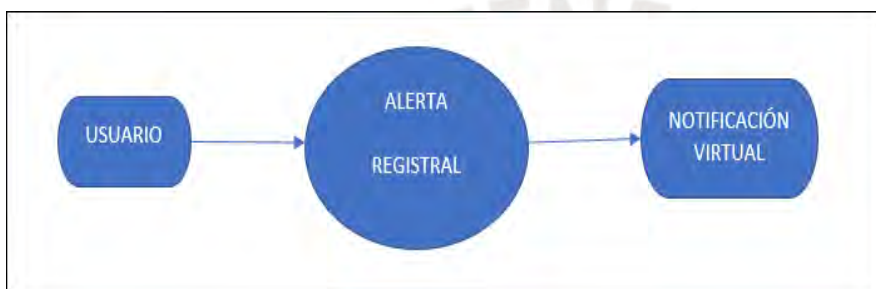 USUARIO
ALERTA
REGISTRAL
NOTIFICACIÓN
VIRTUAL